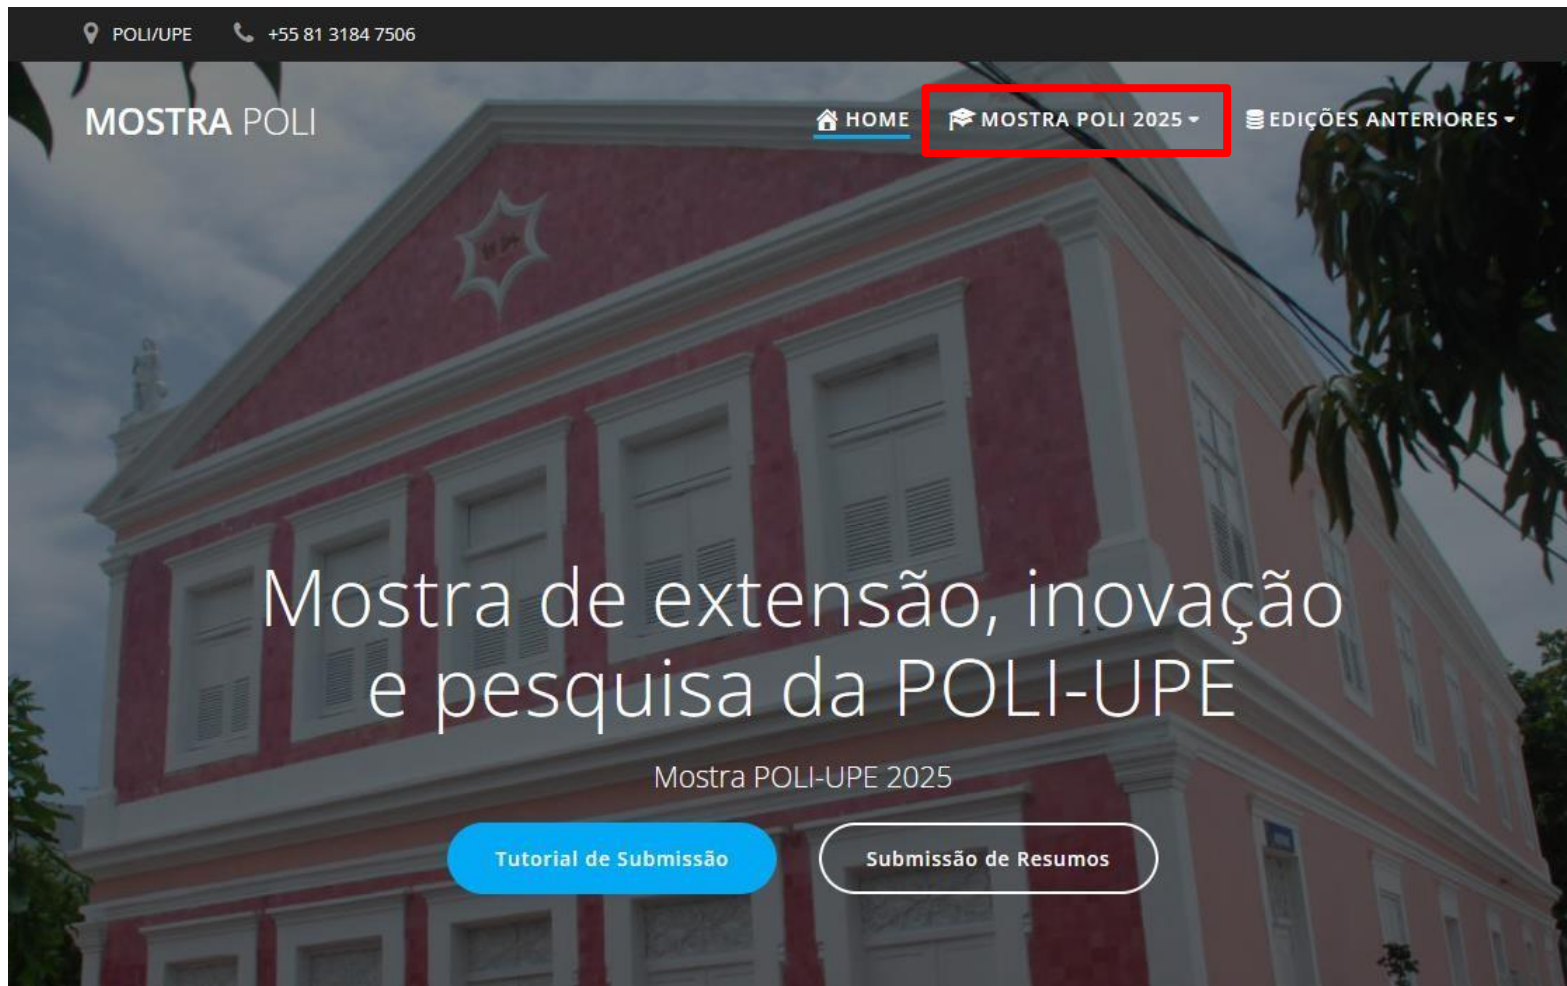 POLI/UPE +55 81 3184 7506
MOSTRA POLI
HOME MOSTRA POLI 2025 EDIÇÕES ANTERIORES
Mostra de extensão, inovação
e pesquisa da POLI-UPE
Mostra POLI-UPE 2025
Tutorial de Submissão Submissão de Resumos